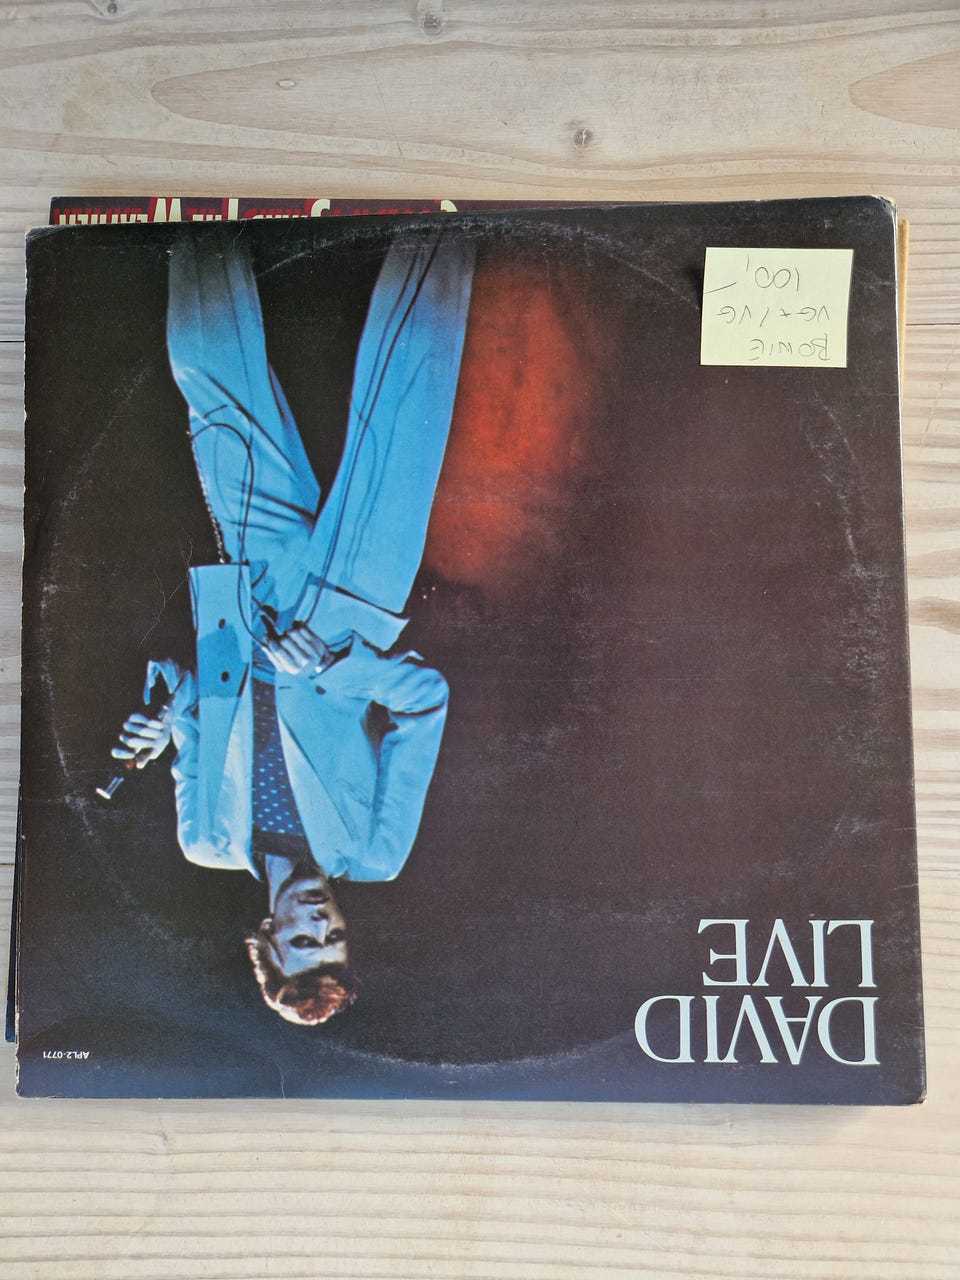 DAVID
LIVE
APL2-0771
BOWIE
VG+/VG
100,-